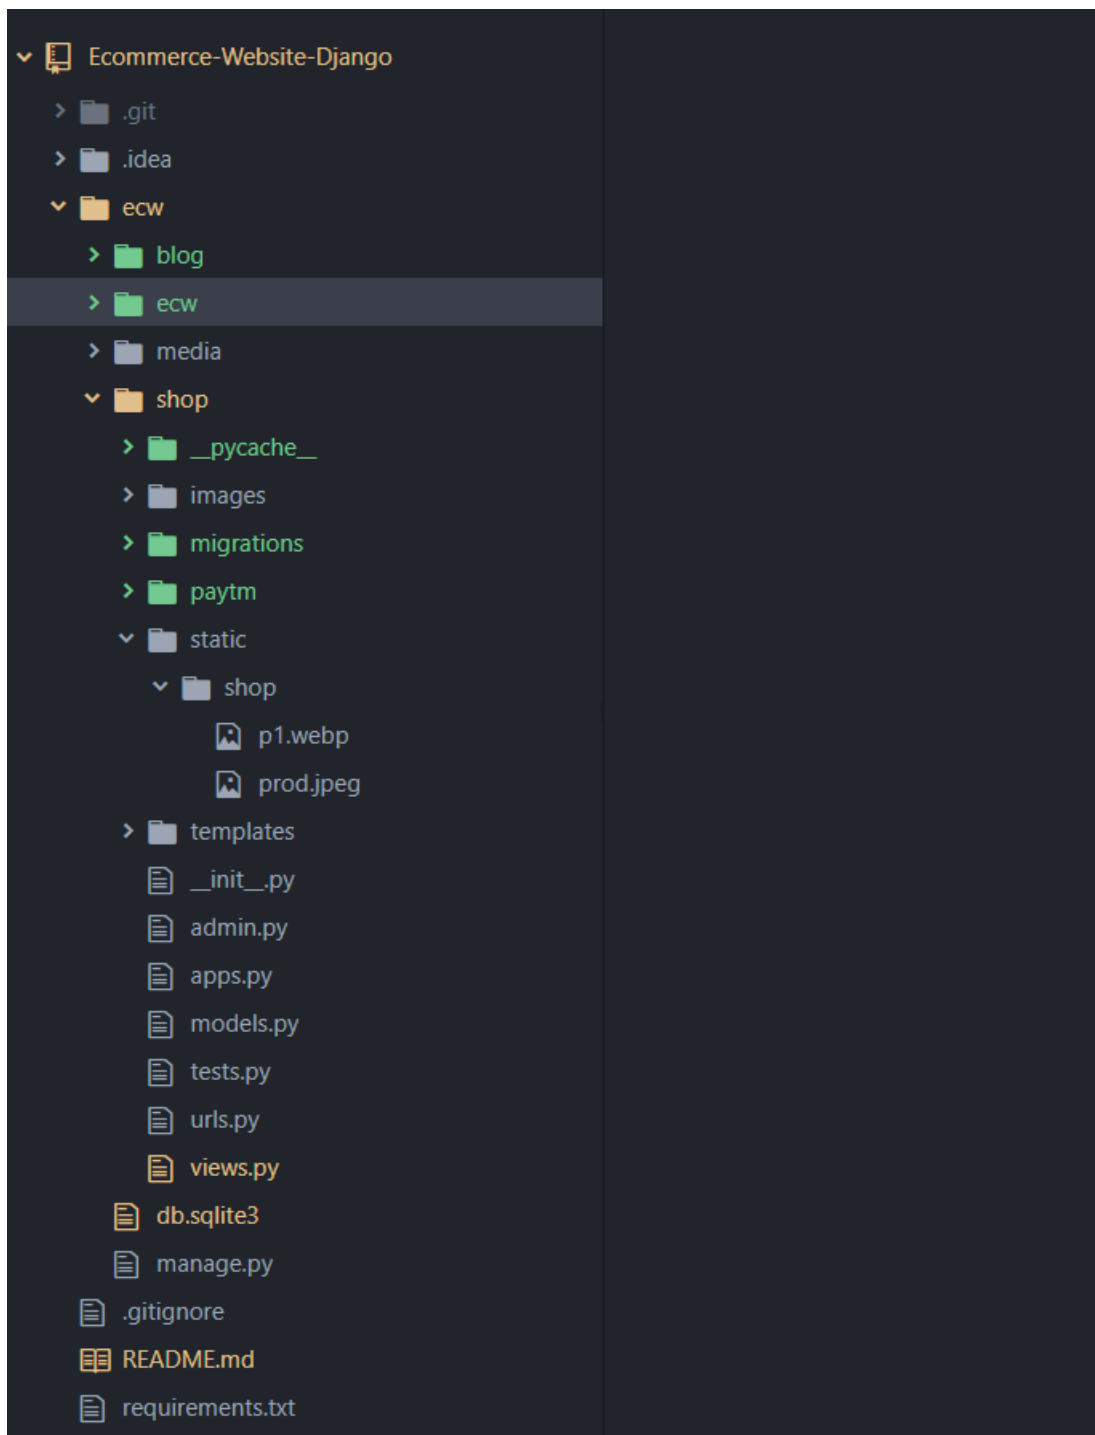 Ecommerce-Website-Django
.git
.idea
ecw
blog
ecw
media
shop
__pycache__
images
migrations
paytm
static
shop
p1.webp
prod.jpeg
templates
__init__.py
admin.py
apps.py
models.py
tests.py
urls.py
views.py
db.sqlite3
manage.py
.gitignore
README.md
requirements.txt